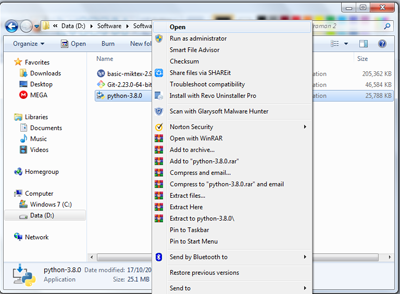 Data (D:) ▸ Software ▸ Softwa
roman 2
Organize
Open
Favorites
Downloads
Desktop
MEGA
Libraries
Documents
Music
Videos
Homegroup
Computer
Windows 7 (C:)
Data (D:)
Network
basic-miktex-2.9
ation 205,362 KB
Git-2.23.0-64-bit
ation 46,584 KB
python-3.8.0
ation 25,788 KB
Open
Run as administrator
Smart File Advisor
Checksum
Share files via SHAREit
Troubleshoot compatibility
Install with Revo Uninstaller Pro
Scan with Glarysoft Malware Hunter
Norton Security
Open with WinRAR
Add to archive...
Add to "python-3.8.0.rar"
Compress and email...
Compress to "python-3.8.0.rar" and email
Extract files...
Extract Here
Extract to python-3.8.0\
Pin to Taskbar
Pin to Start Menu
Send by Bluetooth to
Restore previous versions
Send to
python-3.8.0 Date modified: 17/10/20
Application Size: 25.1 MB